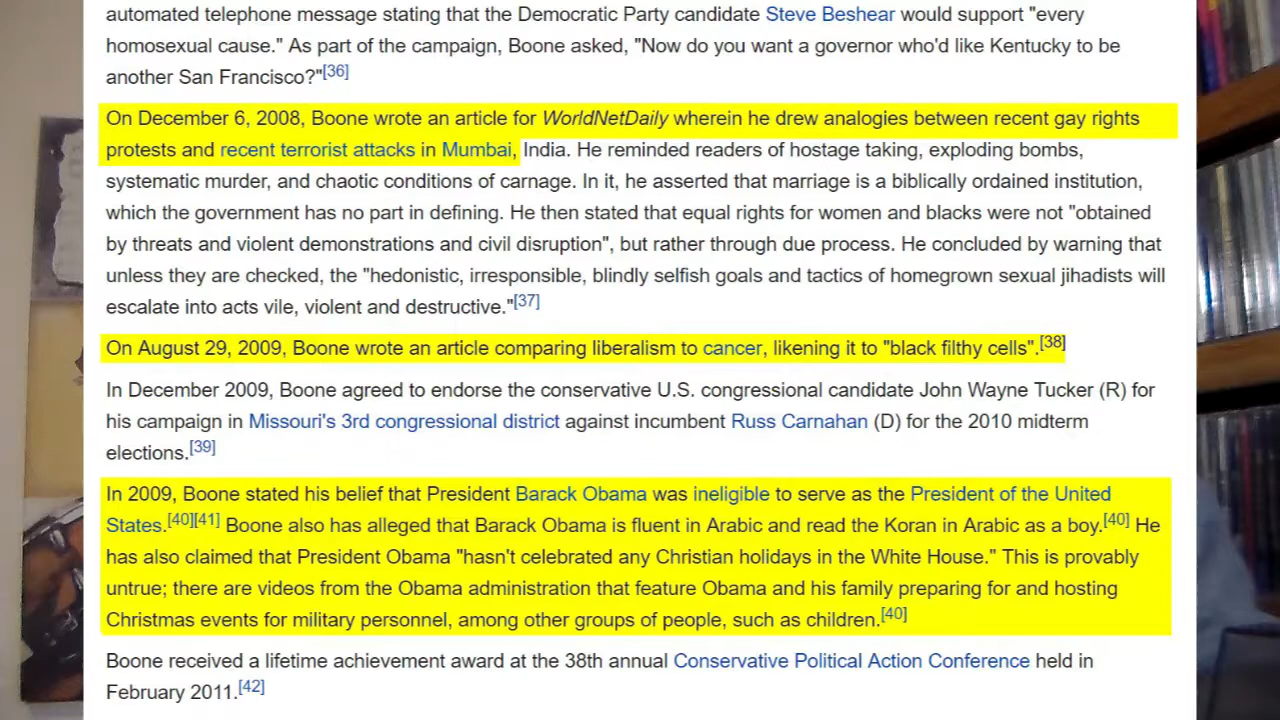 automated telephone message stating that the Democratic Party candidate Steve Beshear would support "every
homosexual cause." As part of the campaign, Boone asked, "Now do you want a governor who'd like Kentucky to be
another San Francisco?"[36]
On December 6, 2008, Boone wrote an article for WorldNetDaily wherein he drew analogies between recent gay rights
protests and recent terrorist attacks in Mumbai, India. He reminded readers of hostage taking, exploding bombs,
systematic murder, and chaotic conditions of carnage. In it, he asserted that marriage is a biblically ordained institution,
which the government has no part in defining. He then stated that equal rights for women and blacks were not "obtained
by threats and violent demonstrations and civil disruption", but rather through due process. He concluded by warning that
unless they are checked, the "hedonistic, irresponsible, blindly selfish goals and tactics of homegrown sexual jihadists will
escalate into acts vile, violent and destructive."[37]
On August 29, 2009, Boone wrote an article comparing liberalism to cancer, likening it to "black filthy cells".[38]
In December 2009, Boone agreed to endorse the conservative U.S. congressional candidate John Wayne Tucker (R) for
his campaign in Missouri's 3rd congressional district against incumbent Russ Carnahan (D) for the 2010 midterm
elections.[39]
In 2009, Boone stated his belief that President Barack Obama was ineligible to serve as the President of the United
States.[40][41] Boone also has alleged that Barack Obama is fluent in Arabic and read the Koran in Arabic as a boy.[40] He
has also claimed that President Obama "hasn't celebrated any Christian holidays in the White House." This is provably
untrue; there are videos from the Obama administration that feature Obama and his family preparing for and hosting
Christmas events for military personnel, among other groups of people, such as children.[40]
Boone received a lifetime achievement award at the 38th annual Conservative Political Action Conference held in
February 2011.[42]